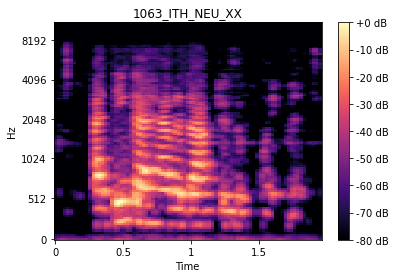 1063_ITH_NEU_XX
8192
4096
2048
1024
512
0
Hz
0
0.5
1
1.5
Time
+0 dB
-10 dB
-20 dB
-30 dB
-40 dB
-50 dB
-60 dB
-70 dB
-80 dB